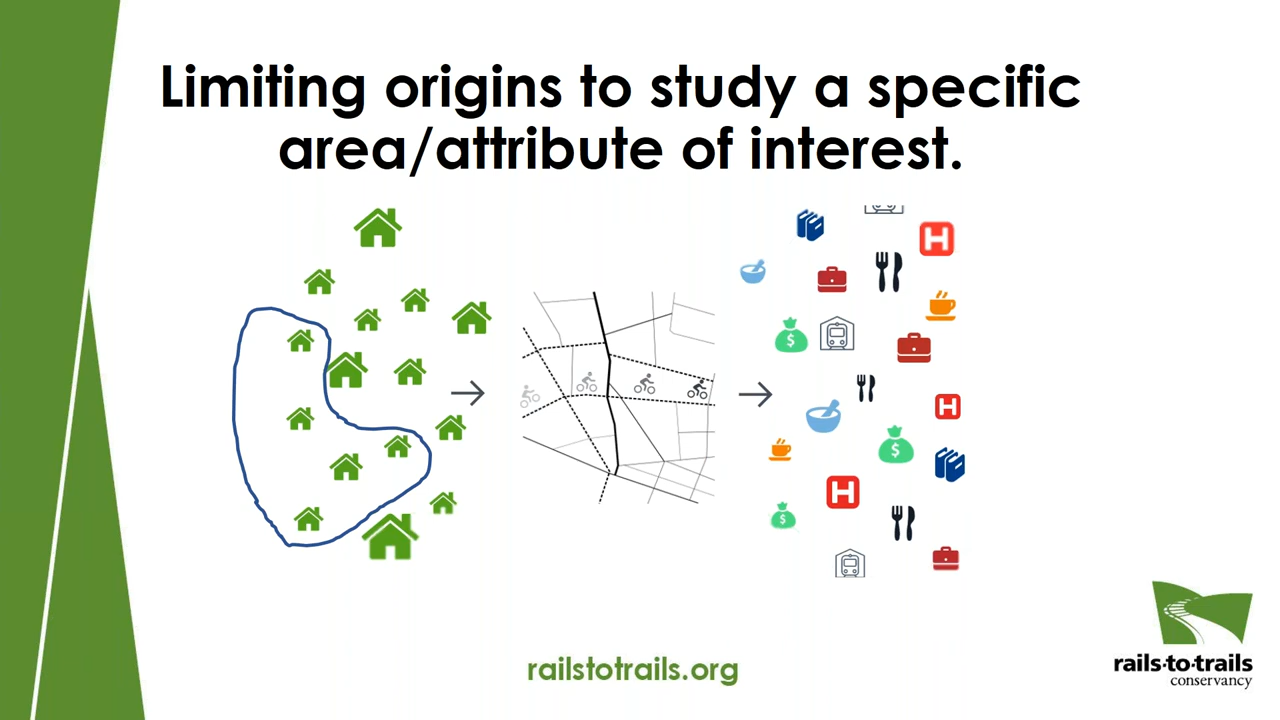 Limiting origins to study a specific
area/attribute of interest.
H
$
H
$
H
$
railstotrails.org
rails·to·trails
conservancy